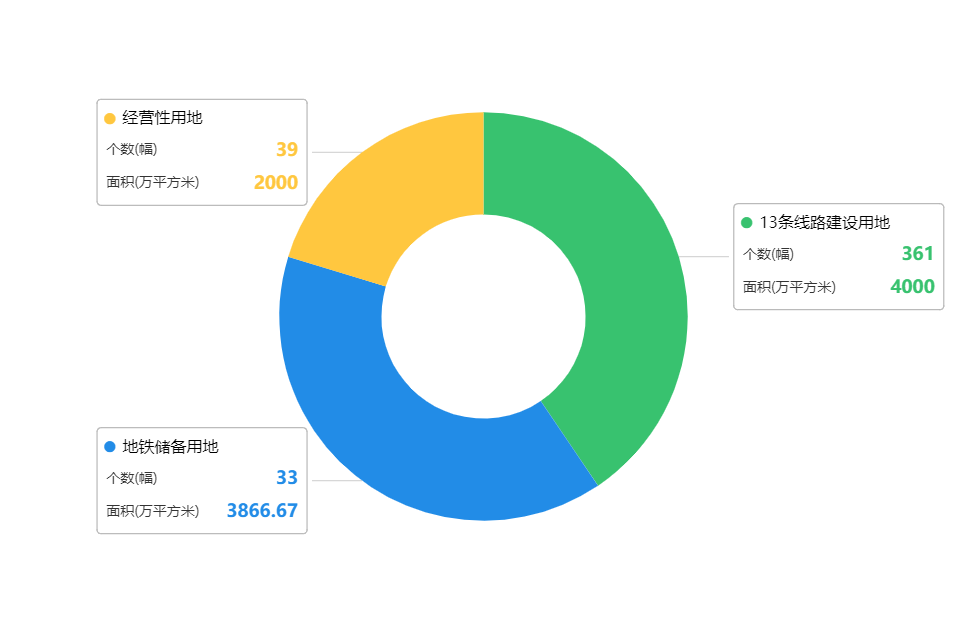 经营性用地
个数(幅) 39
面积(万平方米) 2000
13条线路建设用地
个数(幅) 361
面积(万平方米) 4000
地铁储备用地
个数(幅) 33
面积(万平方米) 3866.67